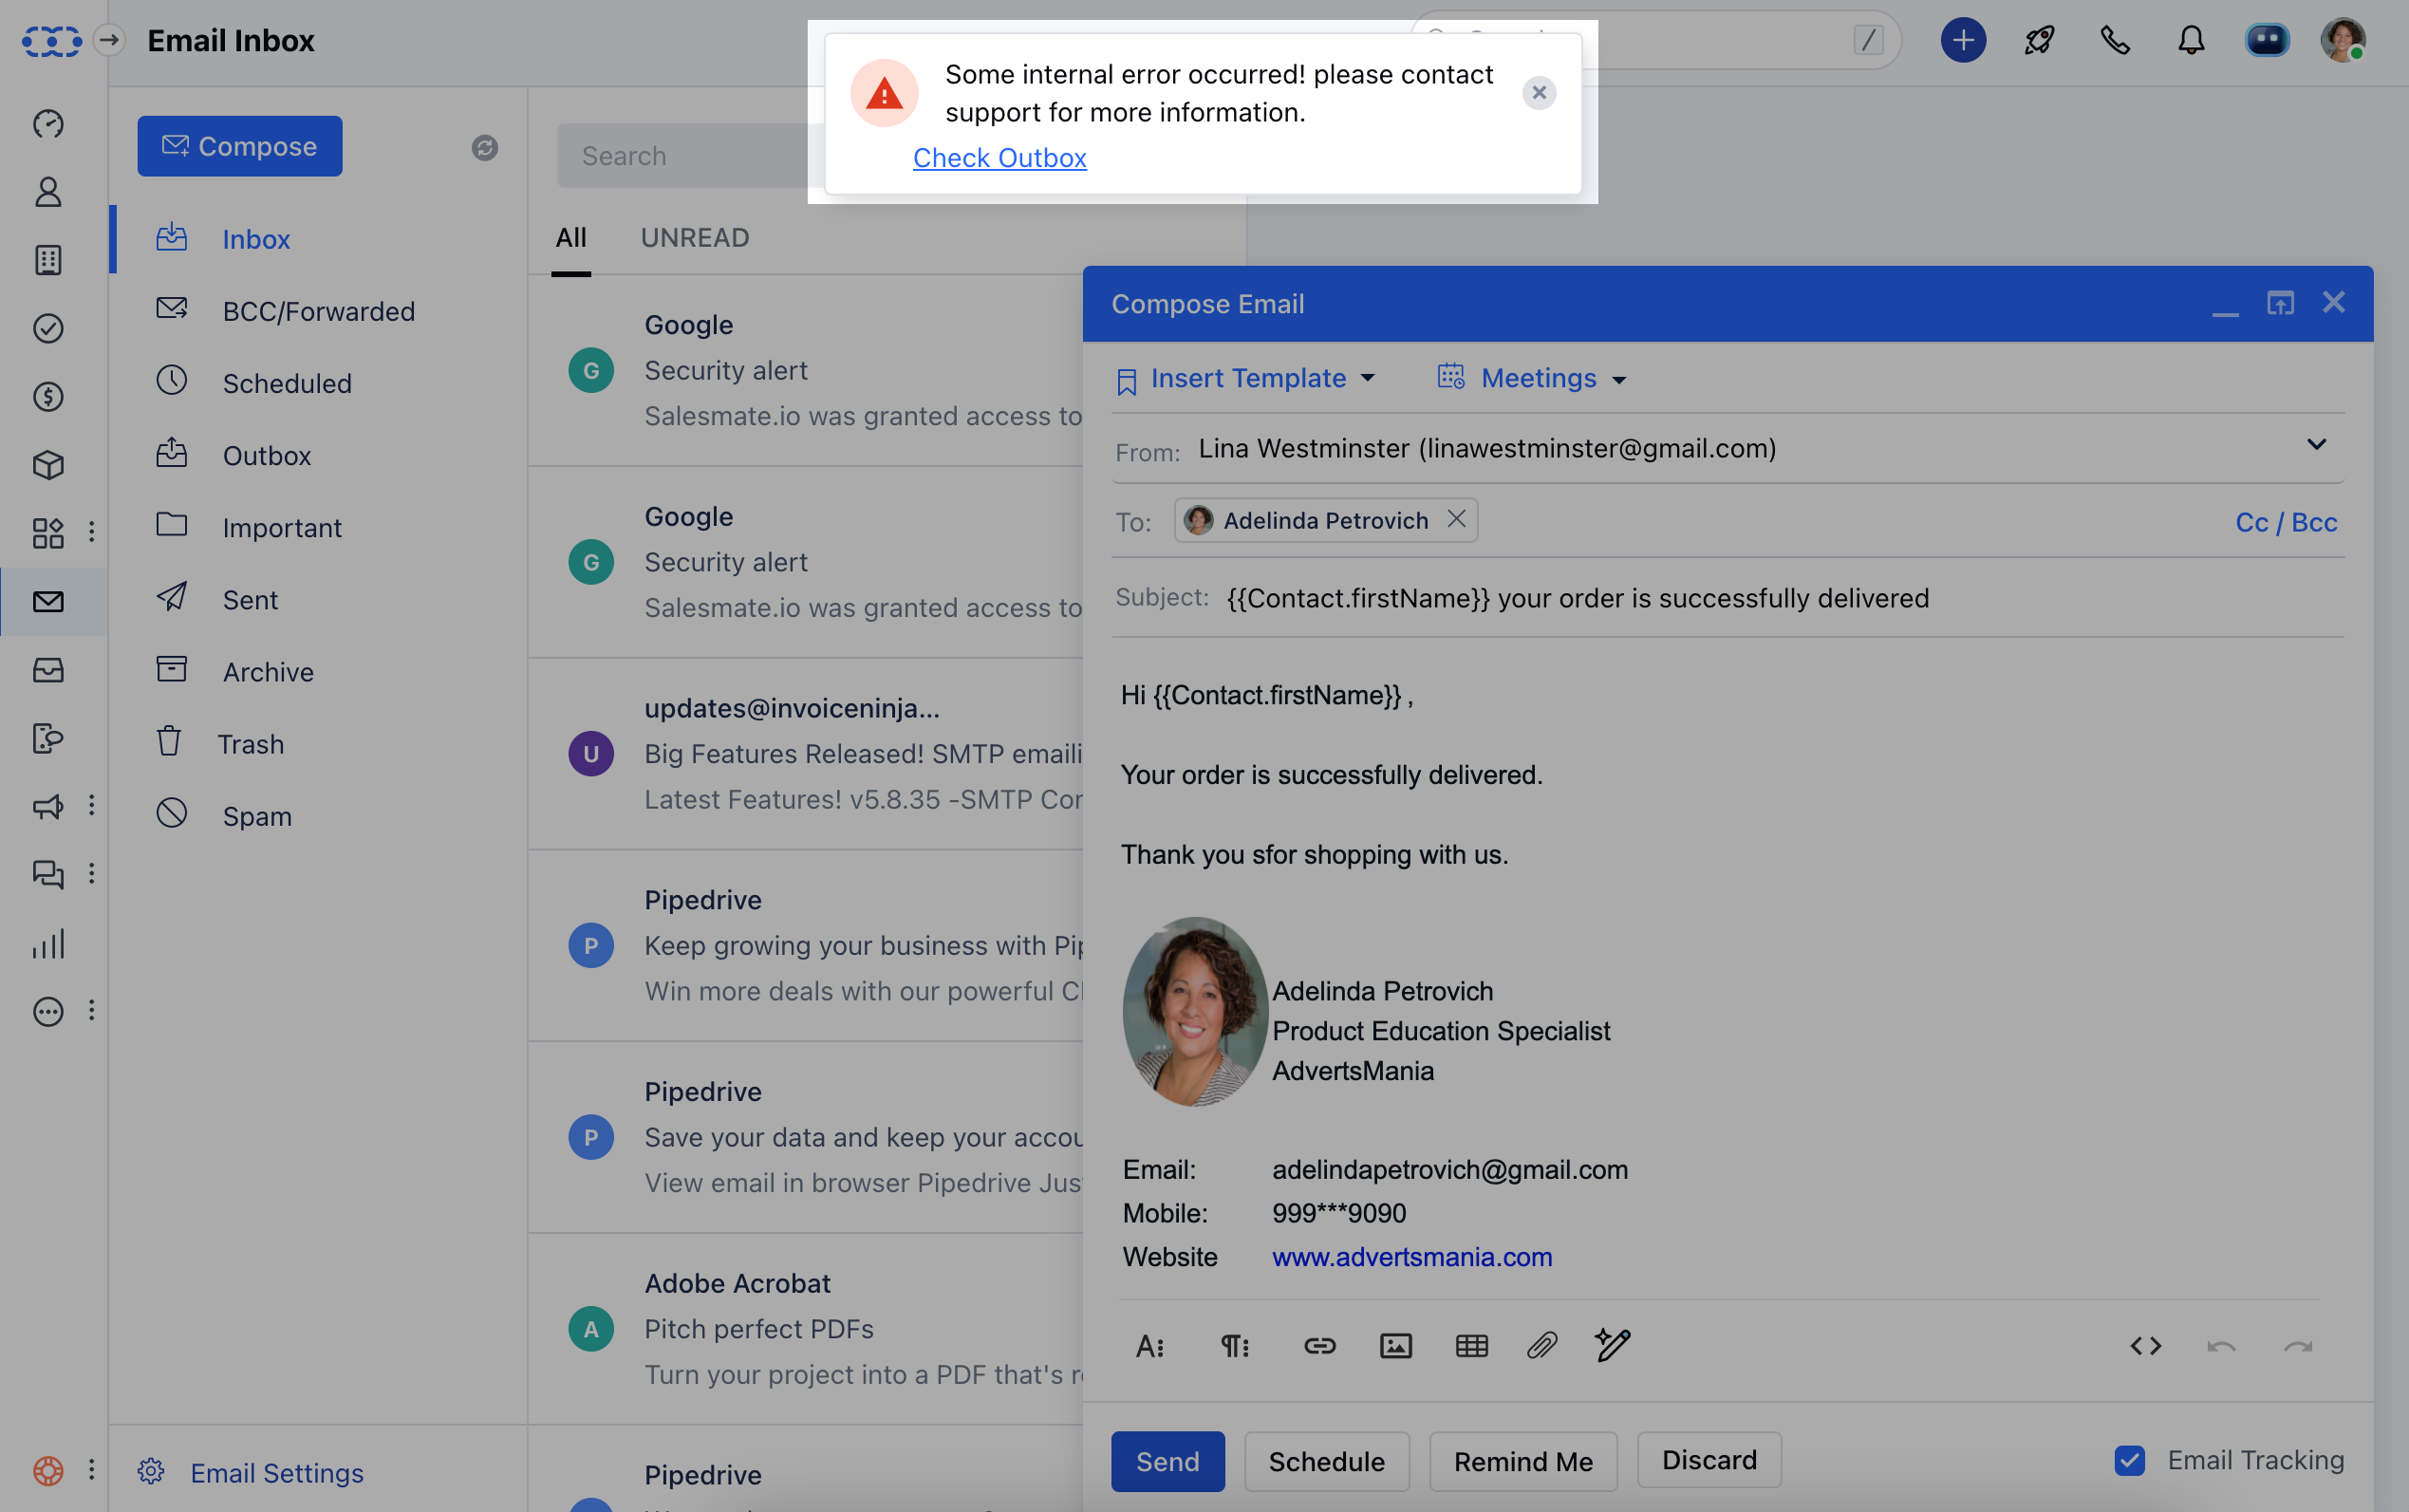 Email Inbox
Some internal error occurred! please contact
support for more information.
Check Outbox
Compose
Inbox
BCC/Forwarded
Scheduled
Outbox
Important
Sent
Archive
Trash
Spam
Email Settings
Search
All
UNREAD
Google
Security alert
Salesmate.io was granted access to
Google
Security alert
Salesmate.io was granted access to
updates@invoiceninja...
Big Features Released! SMTP emaili
Latest Features! v5.8.35 -SMTP Cor
Pipedrive
Keep growing your business with Pip
Win more deals with our powerful
Pipedrive
Save your data and keep your accou
View email in browser Pipedrive Jus
Adobe Acrobat
Pitch perfect PDFs
Turn your project into a PDF that's re
Pipedrive
Compose Email
Insert Template
Meetings
From: Lina Westminster (linawestminster@gmail.com)
To: Adelinda Petrovich
Cc / Bcc
Subject: {{Contact.firstName}} your order is successfully delivered
Hi {{Contact.firstName}} ,
Your order is successfully delivered.
Thank you sfor shopping with us.
Adelinda Petrovich
Product Education Specialist
AdvertsMania
Email: adelindapetrovich@gmail.com
Mobile: 999***9090
Website www.advertsmania.com
Send
Schedule
Remind Me
Discard
Email Tracking